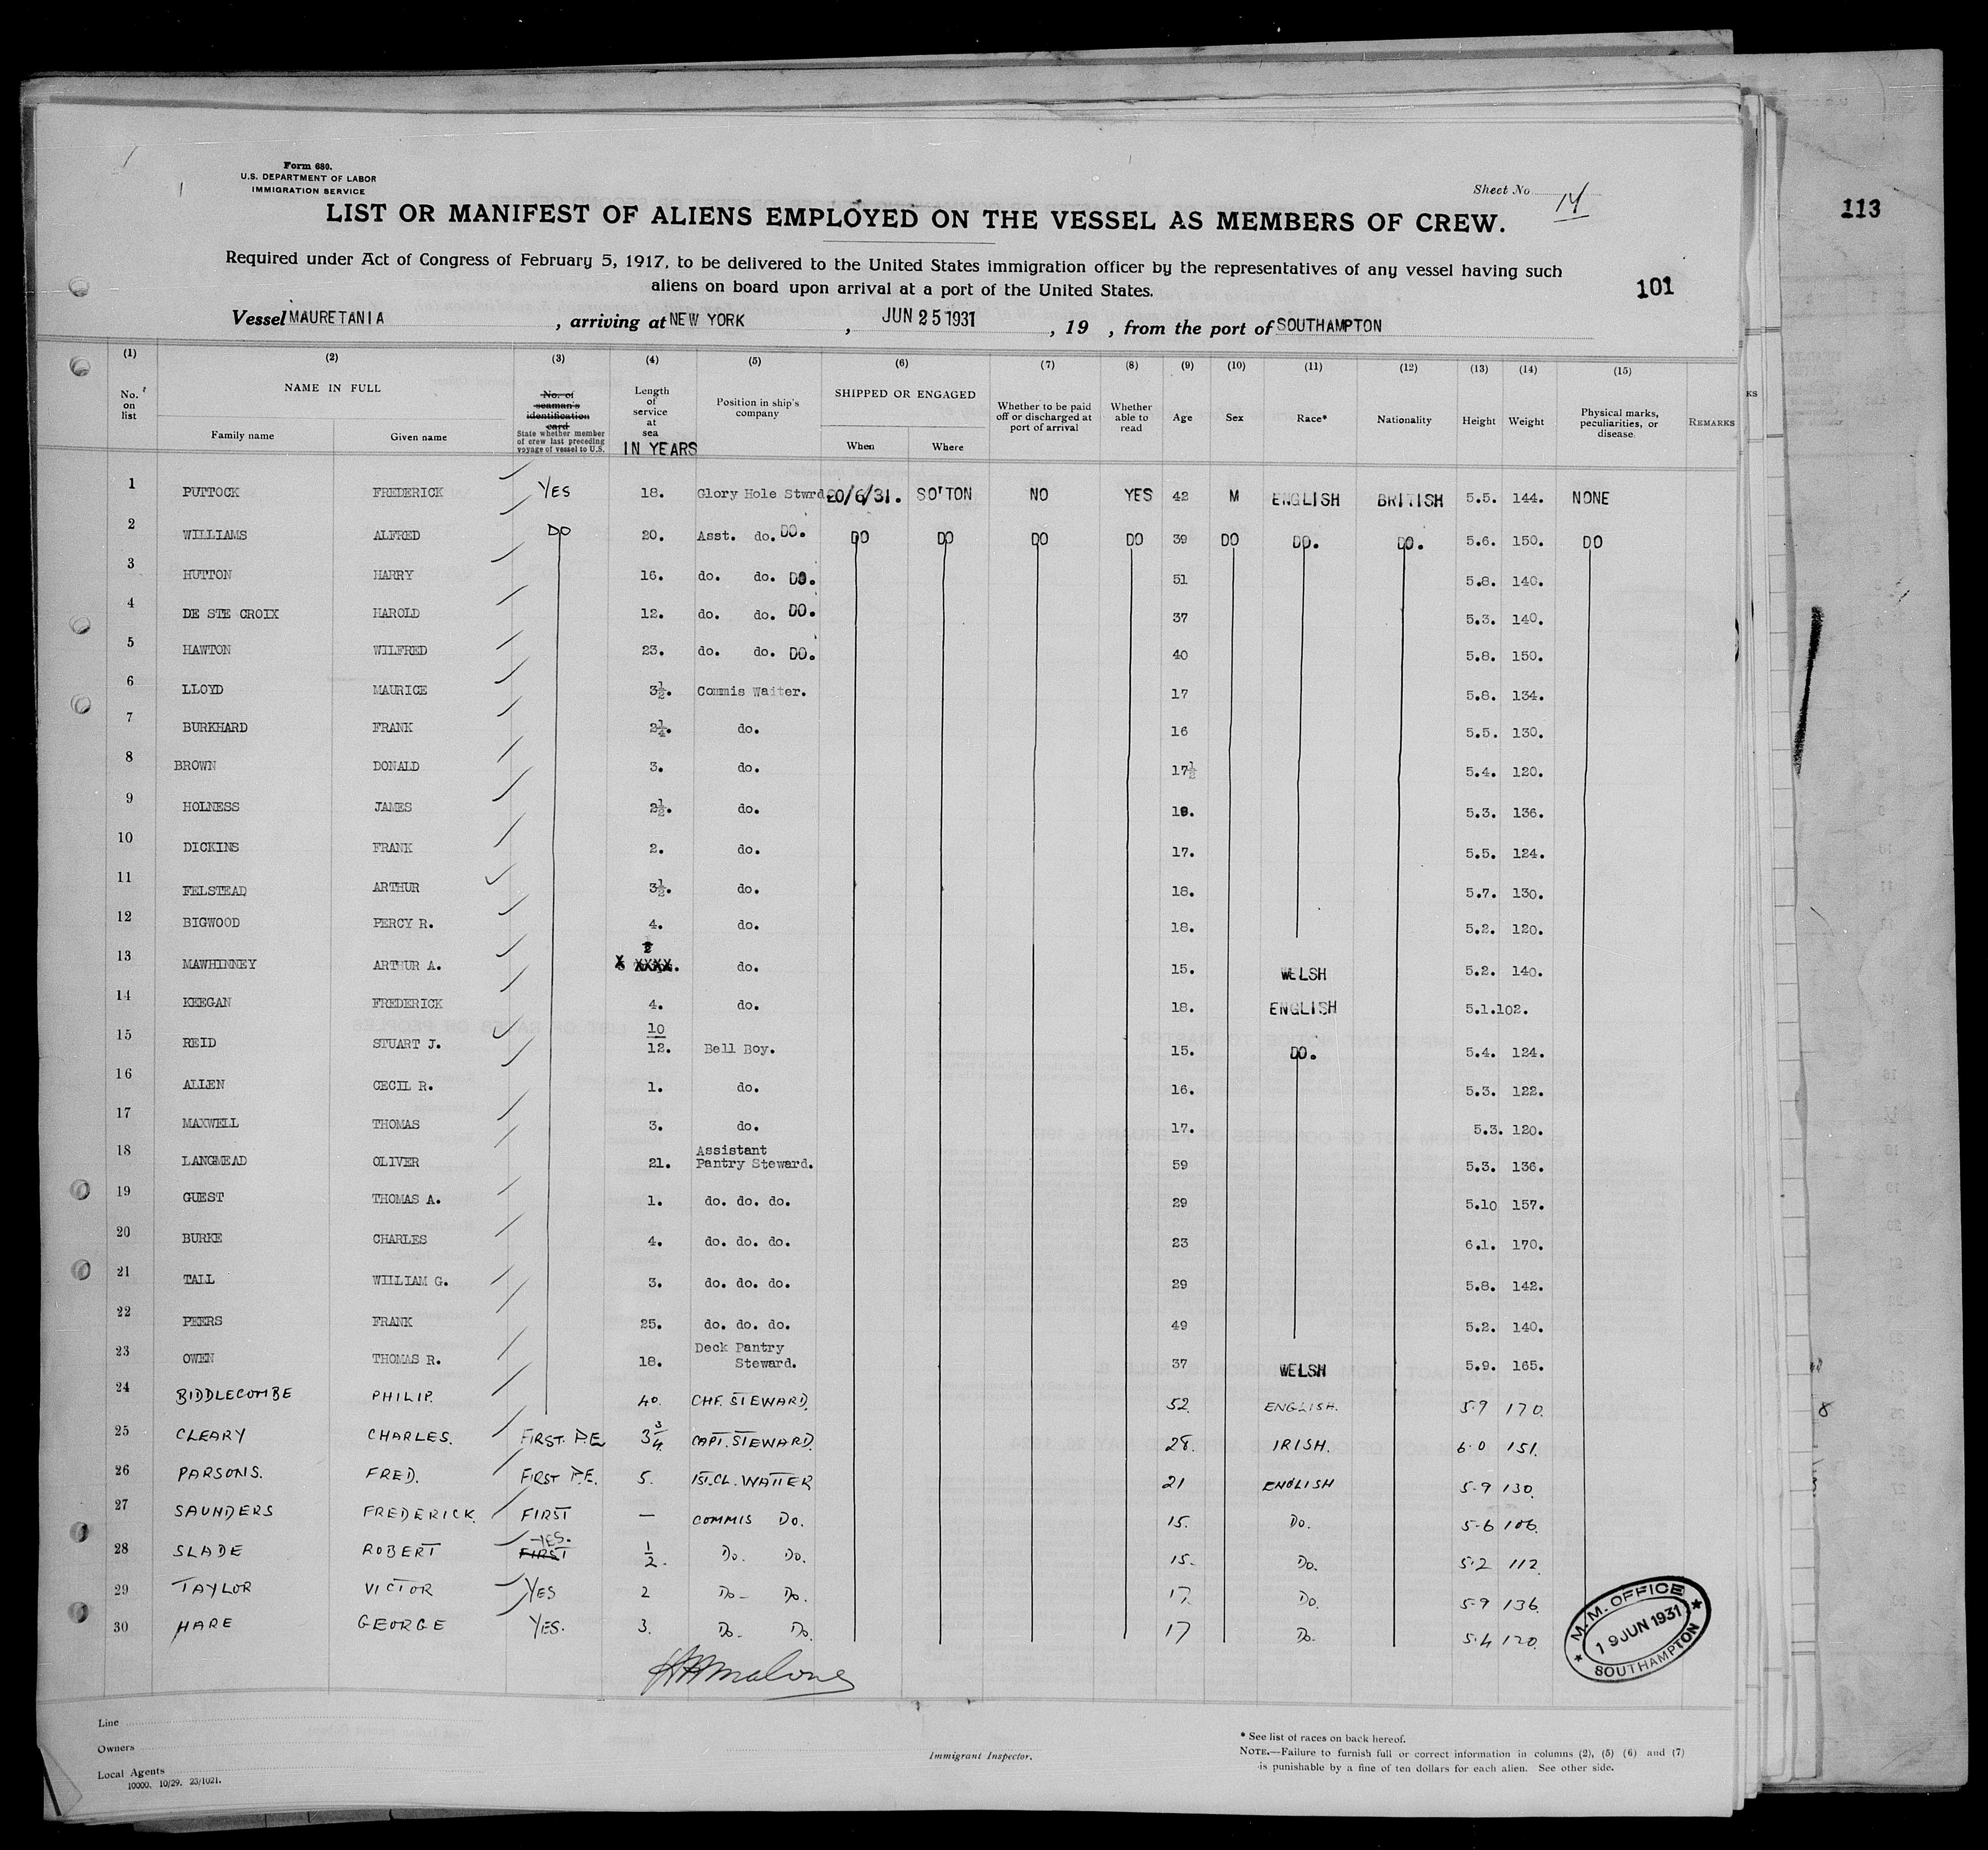 Form 680.
U.S. DEPARTMENT OF LABOR
IMMIGRATION SERVICE
Sheet No 14
LIST OR MANIFEST OF ALIENS EMPLOYED ON THE VESSEL AS MEMBERS OF CREW.
113
Required under Act of Congress of February 5, 1917, to be delivered to the United States immigration officer by the representatives of any vessel having such
aliens on board upon arrival at a port of the United States.
101
Vessel MAURETANIA , arriving at NEW YORK , JUN 25 1931 , 19 , from the port of SOUTHAMPTON
(1) (2) (3) (4) (5) (6) (7) (8) (9) (10) (11) (12) (13) (14) (15)
No. on list NAME IN FULL Family name Given name No. of seaman's identification card State whether member of crew last preceding voyage of vessel to U.S. Length of service at sea IN YEARS Position in ship's company SHIPPED OR ENGAGED When Where Whether to be paid off or discharged at port of arrival Whether able to read Age Sex Race* Nationality Height Weight Physical marks, peculiarities, or disease REMARKS
1 PUTTOCK FREDERICK YES 18. Glory Hole Stwrd 20/6/31. SO'TON NO YES 42 M ENGLISH BRITISH 5.5. 144. NONE
2 WILLIAMS ALFRED DO 20. Asst. do. DO. DO DO DO DO 39 DO DO. DO. 5.6. 150. DO
3 HUTTON HARRY 16. do. do. DO. 51 5.8. 140.
4 DE STE CROIX HAROLD 12. do. do. DO. 37 5.3. 140.
5 HAWTON WILFRED 23. do. do. DO. 40 5.8. 150.
6 LLOYD MAURICE 3½. Commis Waiter. 17 5.8. 134.
7 BURKHARD FRANK 2¼. do. 16 5.5. 130.
8 BROWN DONALD 3. do. 17½ 5.4. 120.
9 HOLNESS JAMES 2½. do. 18. 5.3. 136.
10 DICKINS FRANK 2. do. 17. 5.5. 124.
11 FELSTEAD ARTHUR 3½. do. 18. 5.7. 130.
12 BIGWOOD PERCY R. 4. do. 18. 5.2. 120.
13 MAWHINNEY ARTHUR A. XXXX. do. 15. WELSH 5.2. 140.
14 KEEGAN FREDERICK 4. do. 18. ENGLISH 5.1.102.
15 REID STUART J. 10/12. Bell Boy. 15. DO. 5.4. 124.
16 ALLEN CECIL R. 1. do. 16. 5.3. 122.
17 MAXWELL THOMAS 3. do. 17. 5.3. 120.
18 LANGMEAD OLIVER 21. Assistant Pantry Steward. 59 5.3. 136.
19 GUEST THOMAS A. 1. do. do. do. 29 5.10 157.
20 BURKE CHARLES 4. do. do. do. 23 6.1. 170.
21 TALL WILLIAM G. 3. do. do. do. 29 5.8. 142.
22 PEERS FRANK 25. do. do. do. 49 5.2. 140.
23 OWEN THOMAS R. 18. Deck Pantry Steward. 37 WELSH 5.9. 165.
24 BIDDLECOMBE PHILIP. 40. CHF. STEWARD. 52. ENGLISH. 5.9 170.
25 CLEARY CHARLES. FIRST. P.E 3¾ CAPT. STEWARD. 28. IRISH. 6.0 151.
26 PARSONS. FRED. FIRST P.E. 5. 1ST. CL. WAITER 21 ENGLISH 5.9 130.
27 SAUNDERS FREDERICK. FIRST — COMMIS DO. 15. DO. 5.6 106.
28 SLADE ROBERT FIRST YES. ½. DO. DO. 15. DO. 5.2 112.
29 TAYLOR VICTOR YES 2 DO- DO. 17. DO. 5.9 136.
30 HARE GEORGE YES. 3. DO- DO. 17 DO. 5.4 120.
M.M. OFFICE
19 JUN 1931
SOUTHAMPTON
Line
Owners
Local Agents
10000. 10/29. 23/1021.
Immigrant Inspector.
* See list of races on back hereof.
NOTE.—Failure to furnish full or correct information in columns (2), (5) (6) and (7)
is punishable by a fine of ten dollars for each alien. See other side.